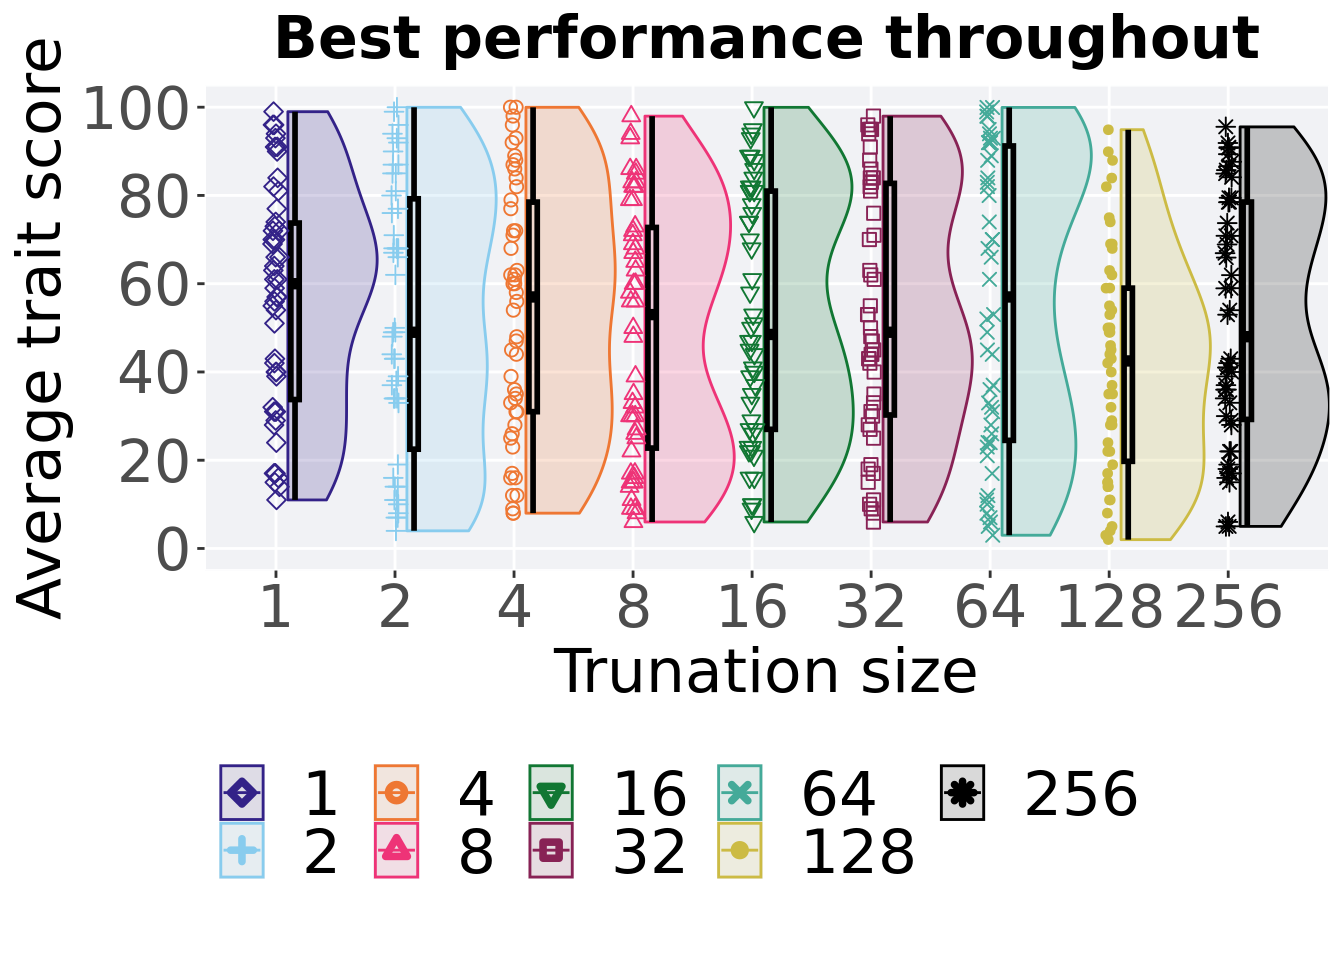 Best performance throughout
Average trait score
100
80
60
40
20
0
1 2 4 8 16 32 64 128 256
Trunation size
1 4 16 64 256
2 8 32 128